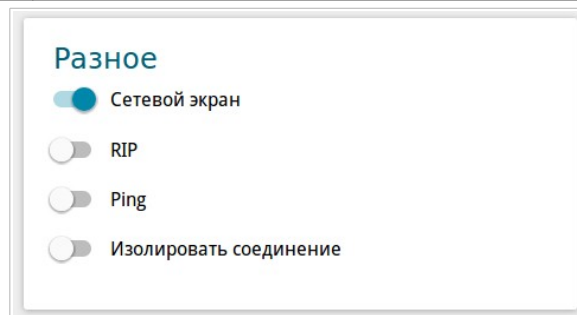 Разное
Сетевой экран
RIP
Ping
Изолировать соединение